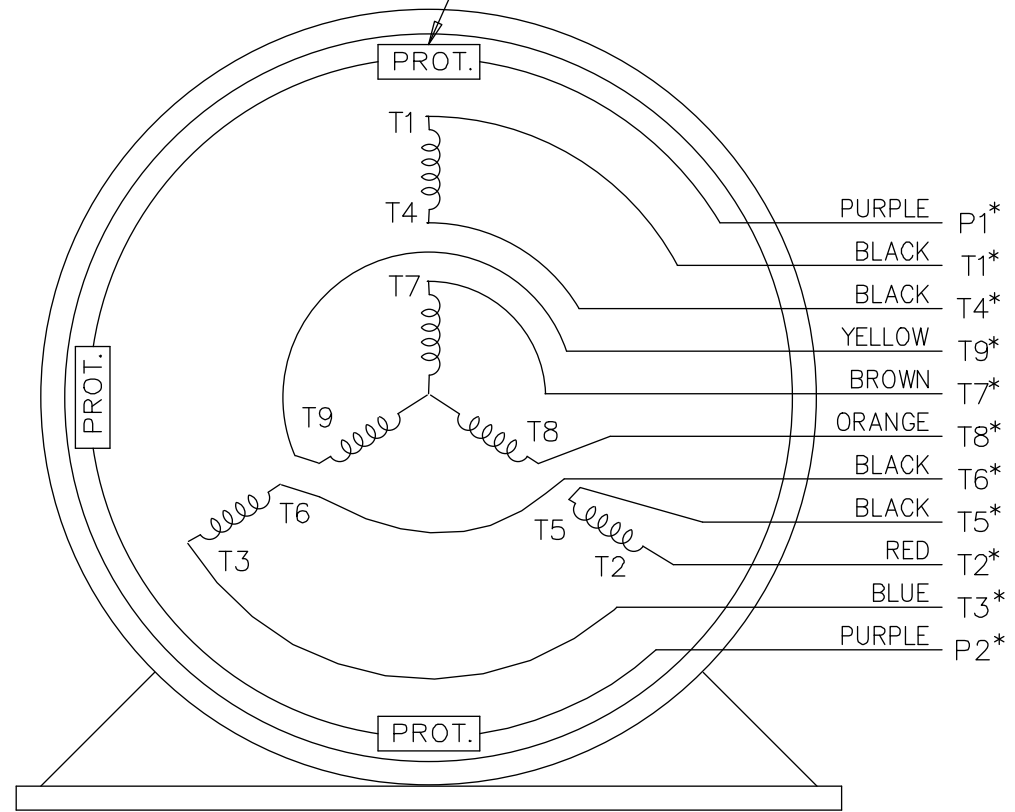 PROT.
T1
T4
PURPLE P1*
BLACK T1*
T7
BLACK T4*
YELLOW T9*
PROT.
BROWN T7*
T9
T8
ORANGE T8*
BLACK T6*
T6
T5
BLACK T5*
T3
T2
RED T2*
BLUE T3*
PURPLE P2*
PROT.